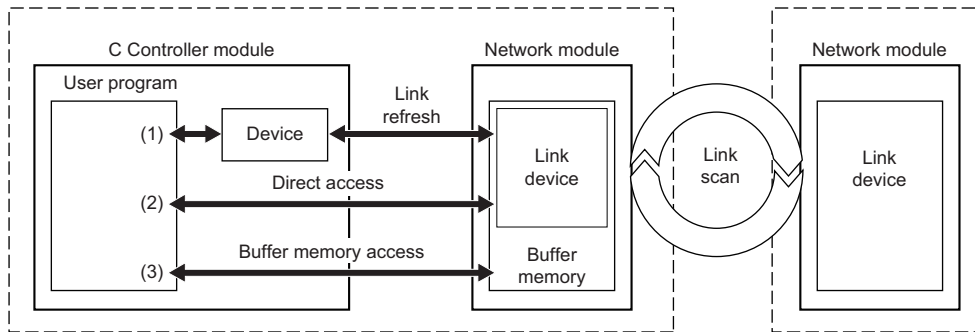 C Controller module
Network module
Network module
User program
Link
refresh
(1)
Device
Link
device
Link
scan
Link
device
Direct access
(2)
Buffer memory access
(3)
Buffer
memory